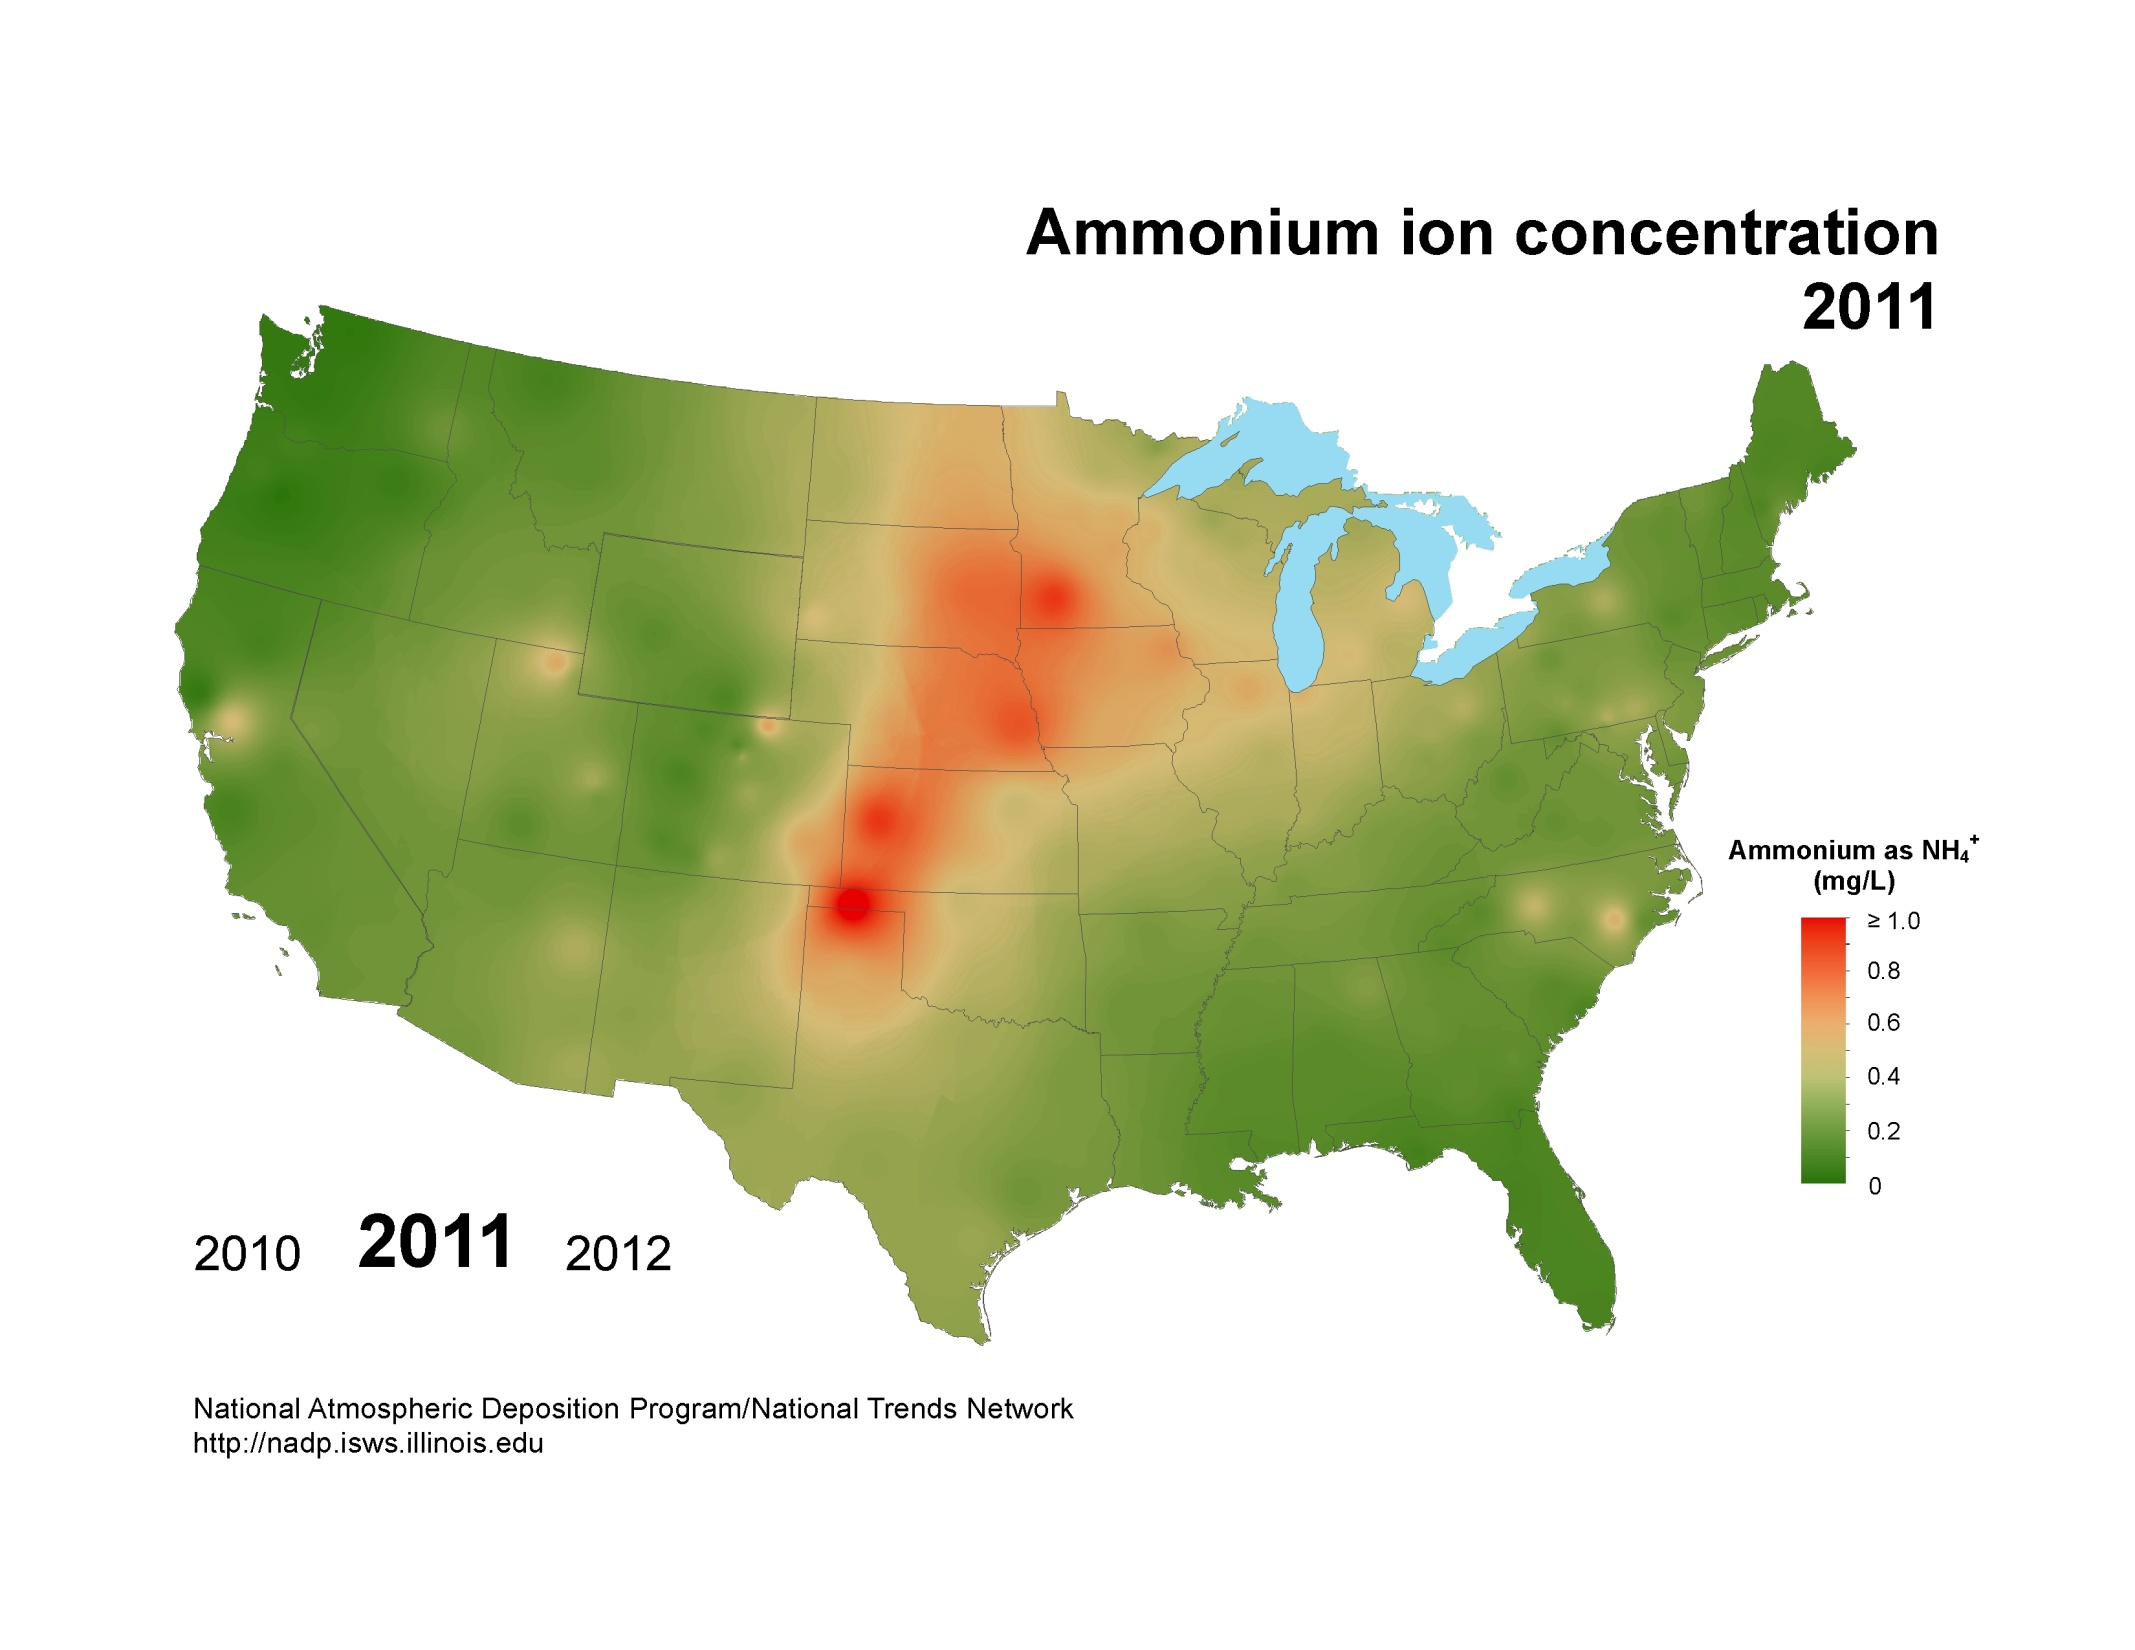 Ammonium ion concentration
2011
Ammonium as NH₄⁺
(mg/L)
≥ 1.0
0.8
0.6
0.4
0.2
0
2010 2011 2012
National Atmospheric Deposition Program/National Trends Network
http://nadp.isws.illinois.edu